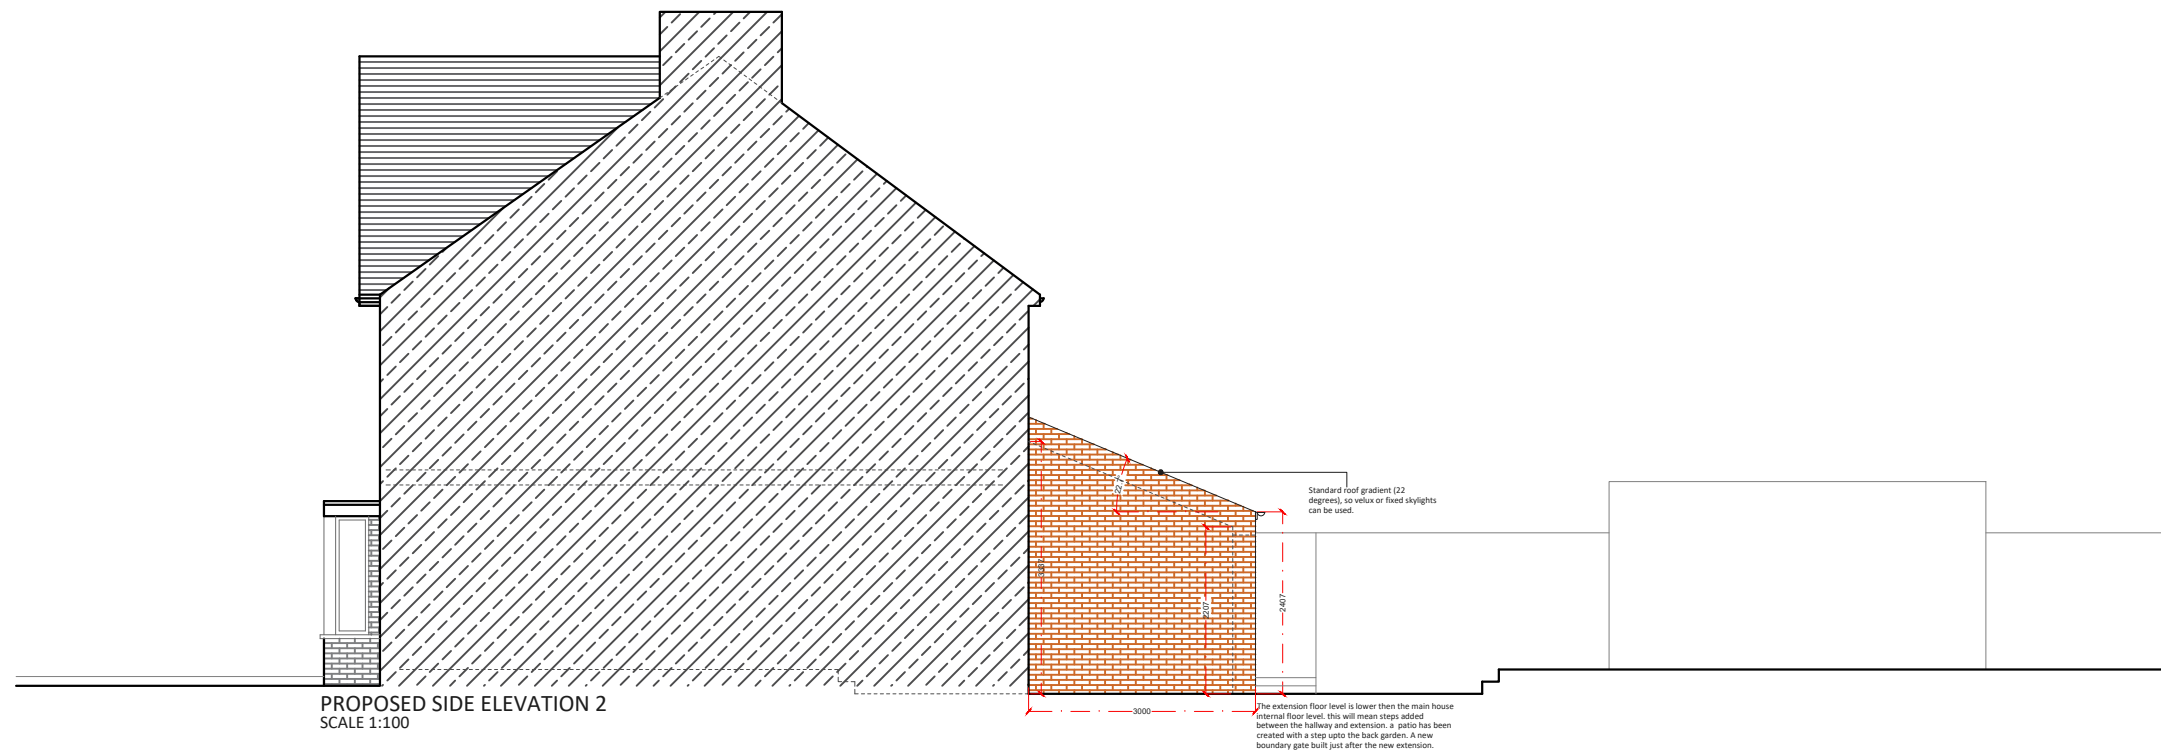 Standard roof gradient (22
degrees), so velux or fixed skylights
can be used.
22.7
3337
2207
2407
3000
PROPOSED SIDE ELEVATION 2
SCALE 1:100
The extension floor level is lower then the main house
internal floor level. this will mean steps added
between the hallway and extension. a patio has been
created with a step upto the back garden. A new
boundary gate built just after the new extension.